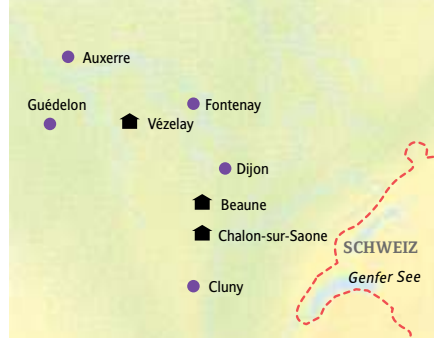 Auxerre
Guédelon
Fontenay
Vézelay
Dijon
Beaune
Chalon-sur-Saone
SCHWEIZ
Genfer See
Cluny